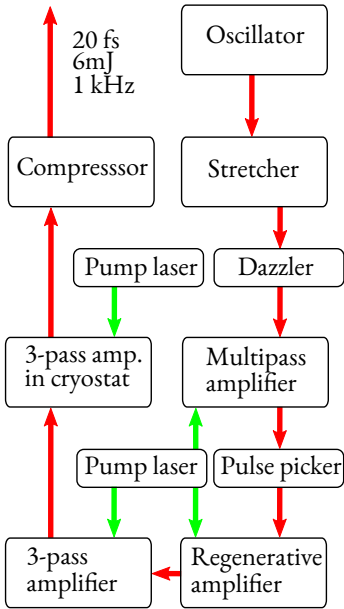 20 fs
6mJ
1 kHz
Oscillator
Compresssor
Stretcher
Pump laser
Dazzler
3-pass amp.
in cryostat
Multipass
amplifier
Pump laser
Pulse picker
3-pass
amplifier
Regenerative
amplifier